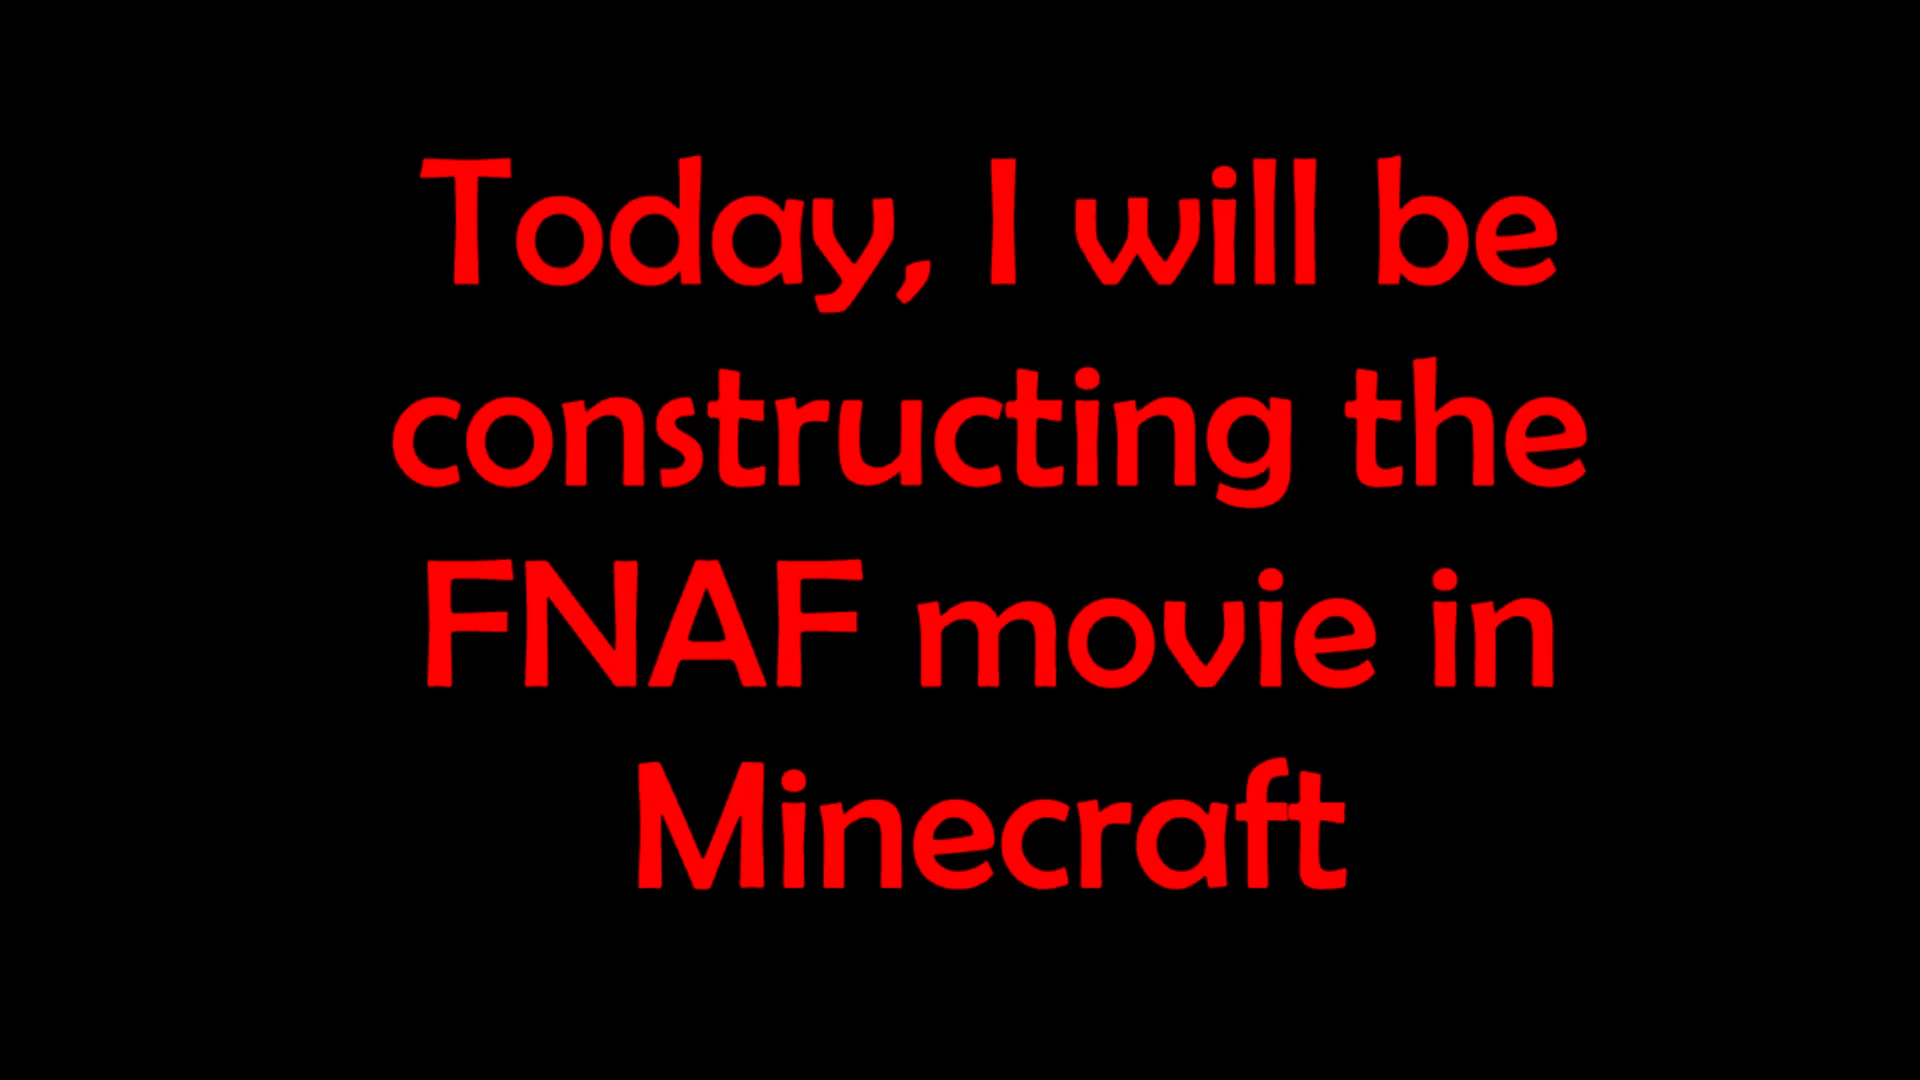 Today, I will be
constructing the
FNAF movie in
Minecraft